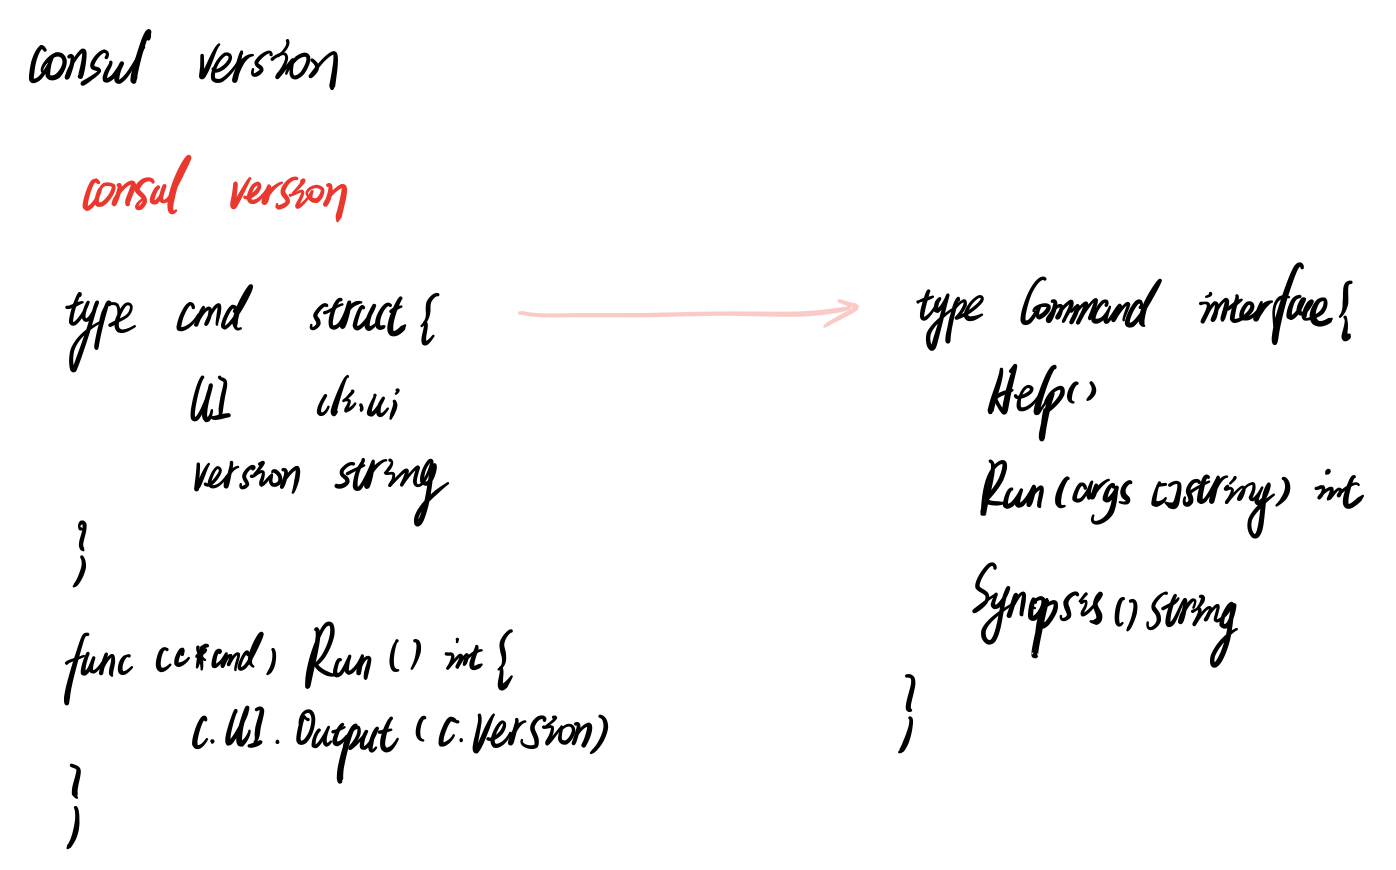 consul version
consul version
type cmd struct {
UI cli.ui
version string
}
func (c *cmd) Run () int {
c.UI.Output (c.version)
}
type Command interface {
Help()
Run (args []string) int
Synopsis () string
}